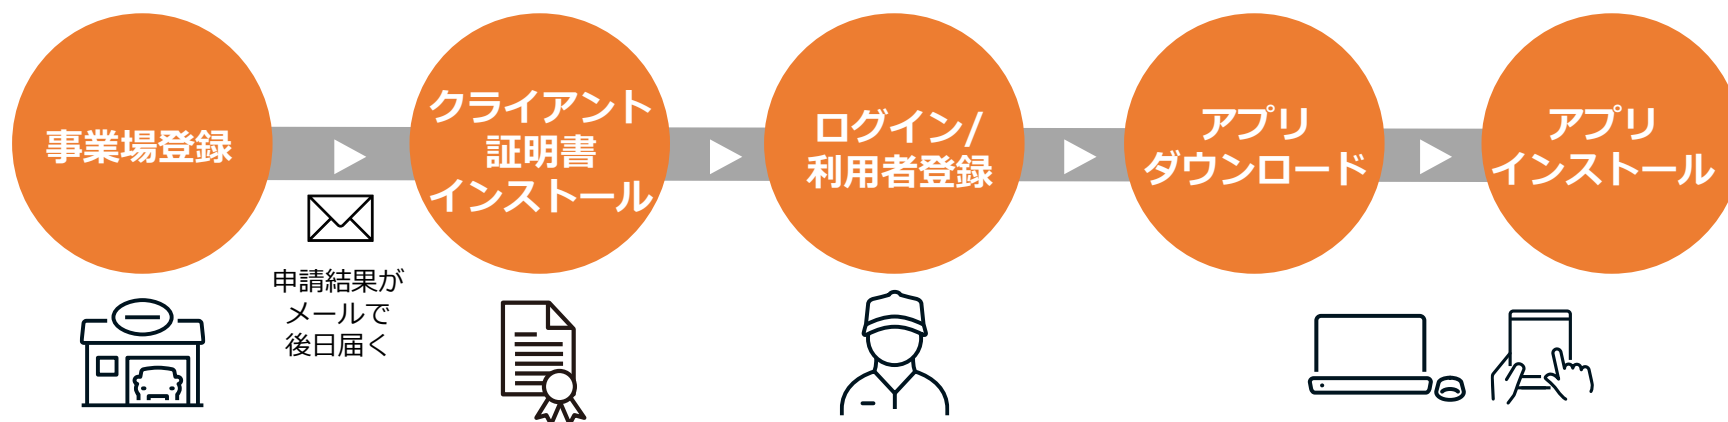 事業場登録
申請結果が
メールで
後日届く
クライアント
証明書
インストール
ログイン/
利用者登録
アプリ
ダウンロード
アプリ
インストール